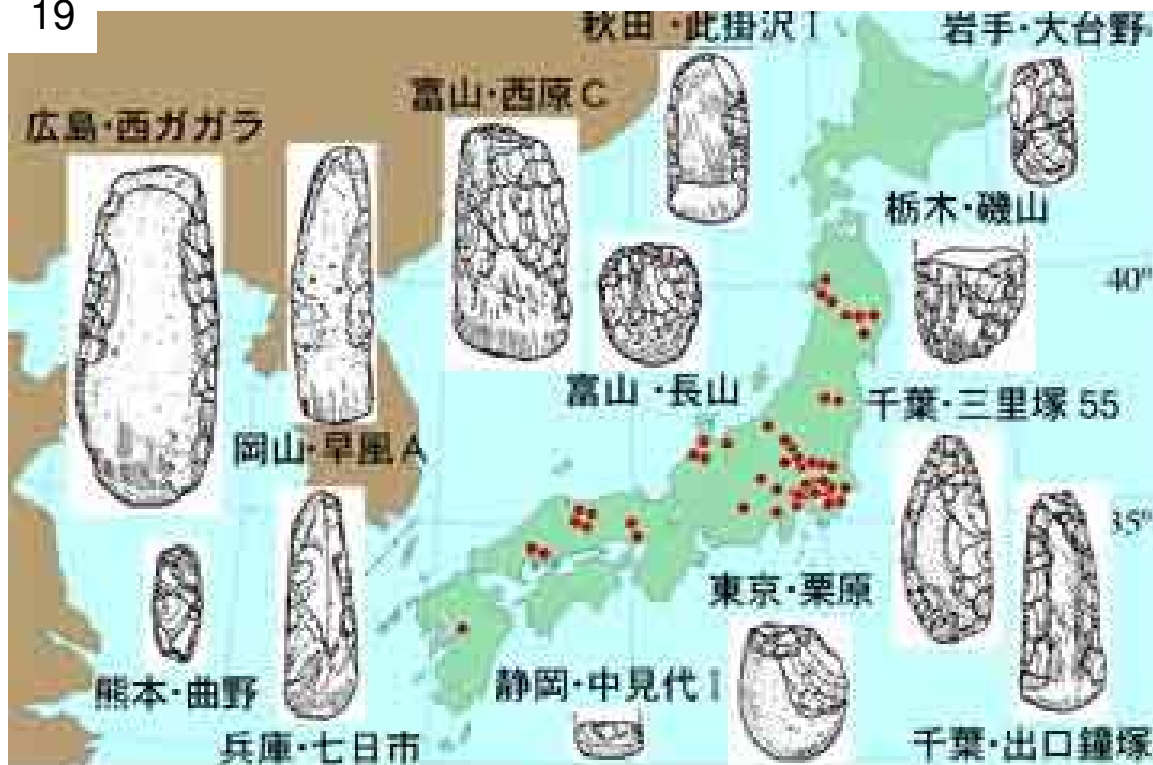 19
秋田・此掛沢Ⅰ
岩手・大台野
富山・西原C
広島・西ガガラ
栃木・磯山
40°
富山・長山
千葉・三里塚55
岡山・早風A
35°
東京・栗原
熊本・曲野
静岡・中見代Ⅰ
兵庫・七日市
千葉・出口鐘塚